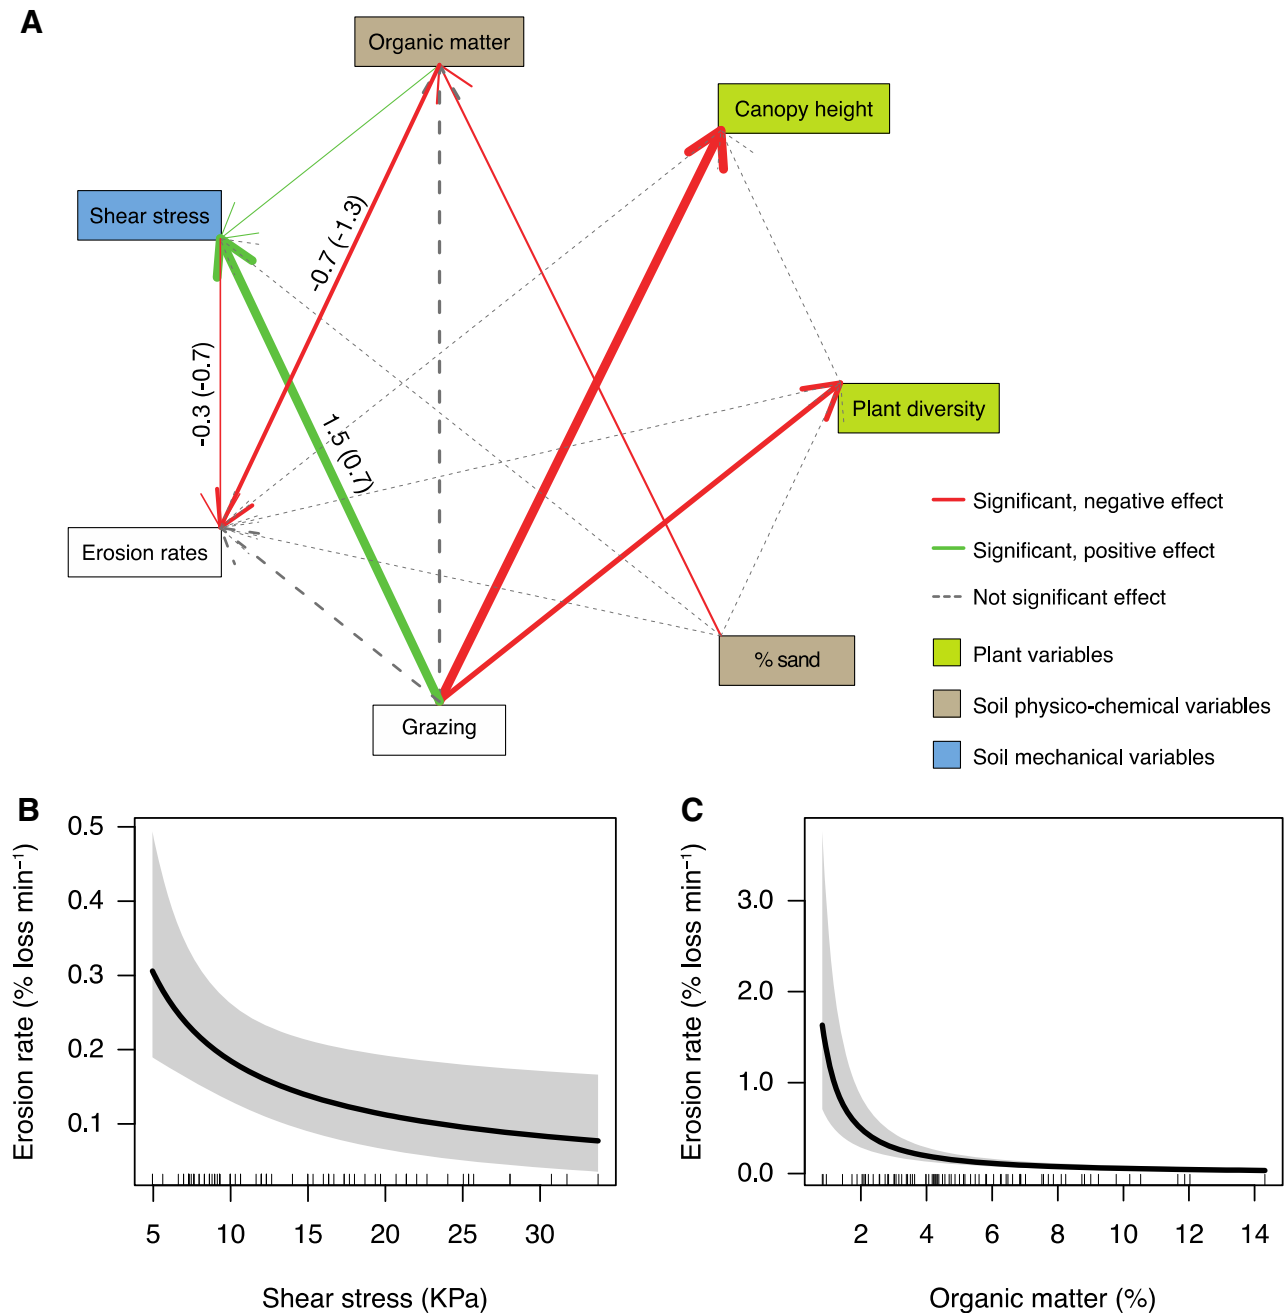 A
Organic matter
Canopy height
Shear stress
-0.7 (-1.3)
-0.3 (-0.7)
1.5 (0.7)
Plant diversity
Erosion rates
% sand
Grazing
Significant, negative effect
Significant, positive effect
Not significant effect
Plant variables
Soil physico-chemical variables
Soil mechanical variables
B
Erosion rate (% loss min⁻¹)
0.5
0.4
0.3
0.2
0.1
5 10 15 20 25 30
Shear stress (KPa)
C
Erosion rate (% loss min⁻¹)
3.0
2.0
1.0
0.0
2 4 6 8 10 12 14
Organic matter (%)